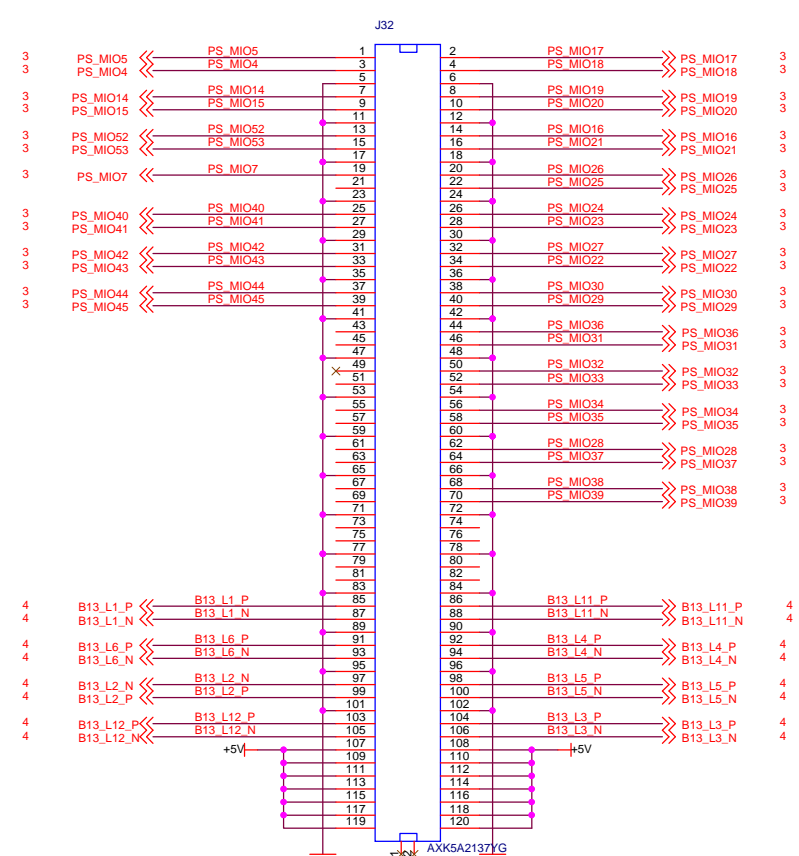 J32
3 PS_MIO5 PS_MIO5 1 2 PS_MIO17 PS_MIO17 3
3 PS_MIO4 PS_MIO4 3 4 PS_MIO18 PS_MIO18 3
5 6
3 PS_MIO14 PS_MIO14 7 8 PS_MIO19 PS_MIO19 3
3 PS_MIO15 PS_MIO15 9 10 PS_MIO20 PS_MIO20 3
11 12
3 PS_MIO52 PS_MIO52 13 14 PS_MIO16 PS_MIO16 3
3 PS_MIO53 PS_MIO53 15 16 PS_MIO21 PS_MIO21 3
17 18
3 PS_MIO7 PS_MIO7 19 20 PS_MIO26 PS_MIO26 3
21 22 PS_MIO25 PS_MIO25 3
23 24
3 PS_MIO40 PS_MIO40 25 26 PS_MIO24 PS_MIO24 3
3 PS_MIO41 PS_MIO41 27 28 PS_MIO23 PS_MIO23 3
29 30
3 PS_MIO42 PS_MIO42 31 32 PS_MIO27 PS_MIO27 3
3 PS_MIO43 PS_MIO43 33 34 PS_MIO22 PS_MIO22 3
35 36
3 PS_MIO44 PS_MIO44 37 38 PS_MIO30 PS_MIO30 3
3 PS_MIO45 PS_MIO45 39 40 PS_MIO29 PS_MIO29 3
41 42
43 44 PS_MIO36 PS_MIO36 3
45 46 PS_MIO31 PS_MIO31 3
47 48
49 50 PS_MIO32 PS_MIO32 3
51 52 PS_MIO33 PS_MIO33 3
53 54
55 56 PS_MIO34 PS_MIO34 3
57 58 PS_MIO35 PS_MIO35 3
59 60
61 62 PS_MIO28 PS_MIO28 3
63 64 PS_MIO37 PS_MIO37 3
65 66
67 68 PS_MIO38 PS_MIO38 3
69 70 PS_MIO39 PS_MIO39 3
71 72
73 74
75 76
77 78
79 80
81 82
83 84
4 B13_L1_P B13_L1_P 85 86 B13_L11_P B13_L11_P 4
4 B13_L1_N B13_L1_N 87 88 B13_L11_N B13_L11_N 4
89 90
4 B13_L6_P B13_L6_P 91 92 B13_L4_P B13_L4_P 4
4 B13_L6_N B13_L6_N 93 94 B13_L4_N B13_L4_N 4
95 96
4 B13_L2_N B13_L2_N 97 98 B13_L5_P B13_L5_P 4
4 B13_L2_P B13_L2_P 99 100 B13_L5_N B13_L5_N 4
101 102
4 B13_L12_P B13_L12_P 103 104 B13_L3_P B13_L3_P 4
4 B13_L12_N B13_L12_N 105 106 B13_L3_N B13_L3_N 4
+5V 107 108 +5V
109 110
111 112
113 114
115 116
117 118
119 120
1 2 AXK5A2137YG